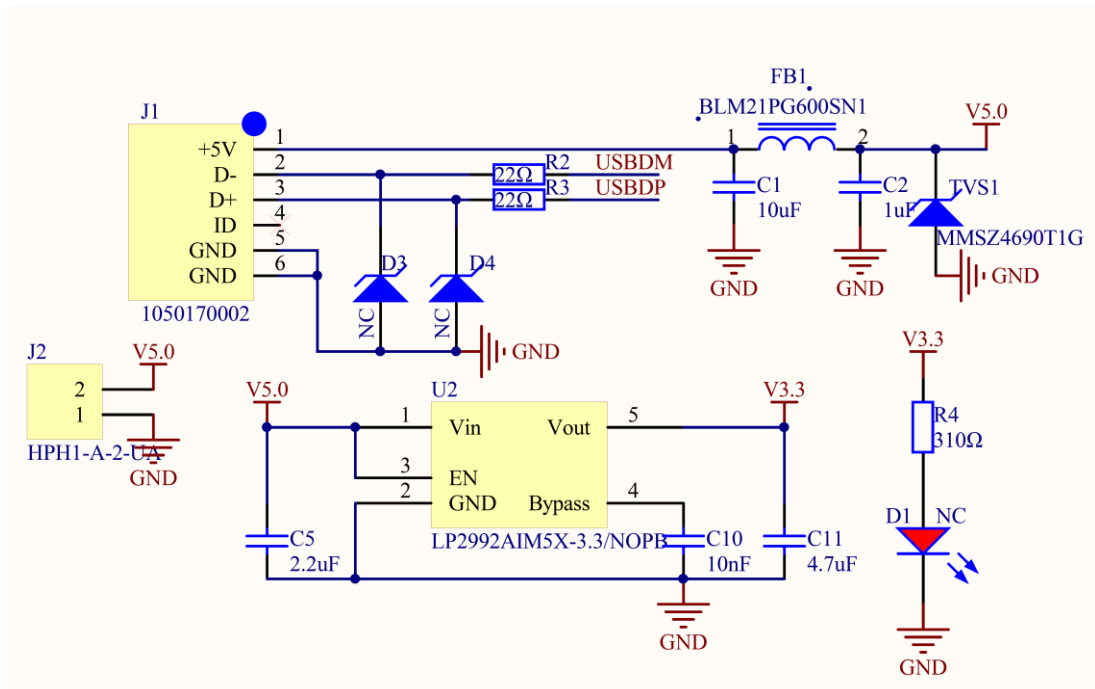 FB1
J1
BLM21PG600SN1
V5.0
1
+5V
1
2
2
D-
22Ω
R2
USBDM
3
D+
22Ω
R3
USBDP
C1
10uF
C2
1uF
TVS1
MMSZ4690T1G
4
ID
5
GND
6
GND
D3
NC
D4
NC
GND
GND
GND
1050170002
GND
J2
V5.0
2
1
HPH1-A-2-UA
GND
V5.0
U2
V3.3
V3.3
1
Vin
Vout
5
3
EN
2
GND
Bypass
4
LP2992AIM5X-3.3/NOPB
C5
2.2uF
C10
10nF
C11
4.7uF
GND
R4
310Ω
D1
NC
GND